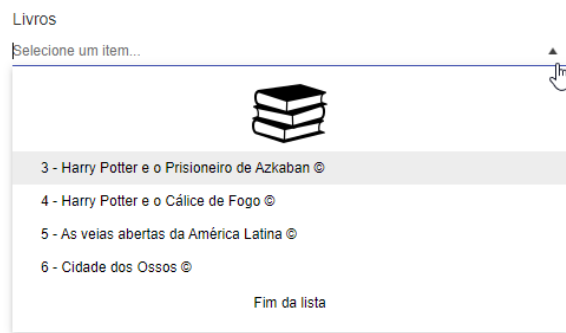 Livros
Selecione um item...
3 - Harry Potter e o Prisioneiro de Azkaban ©
4 - Harry Potter e o Cálice de Fogo ©
5 - As veias abertas da América Latina ©
6 - Cidade dos Ossos ©
Fim da lista